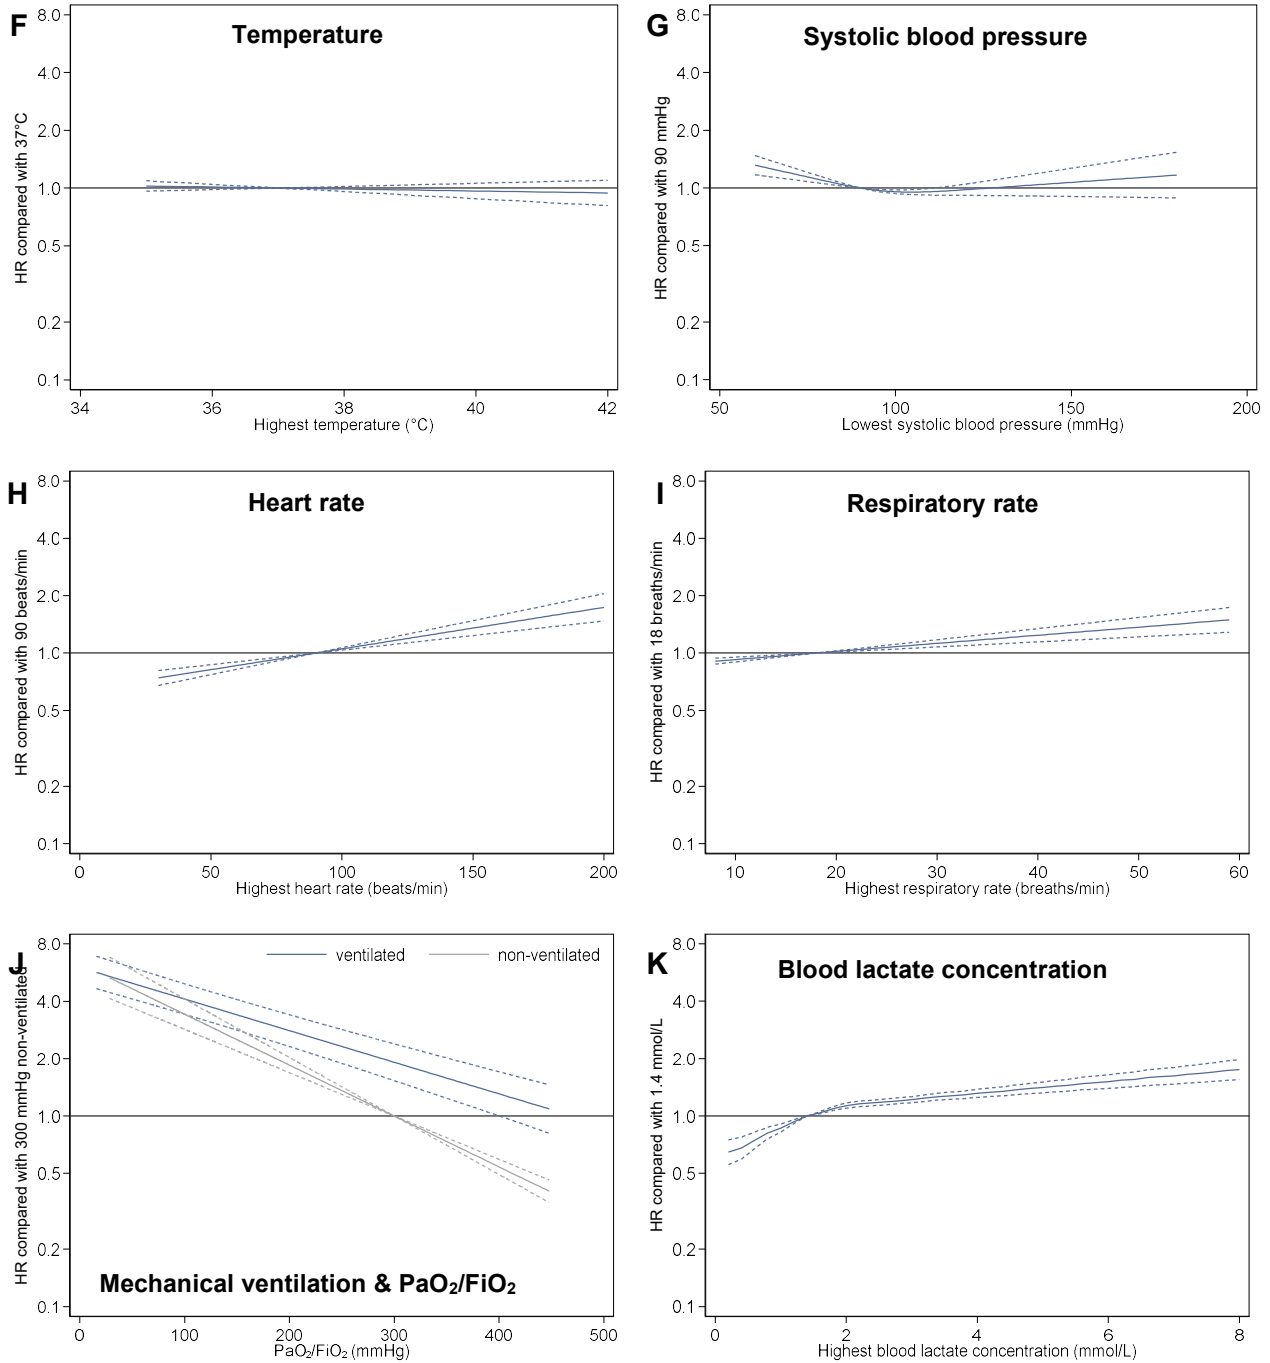 F
Temperature
HR compared with 37°C
8.0
4.0
2.0
1.0
0.5
0.2
0.1
34 36 38 40 42
Highest temperature (°C)
G
Systolic blood pressure
HR compared with 90 mmHg
8.0
4.0
2.0
1.0
0.5
0.2
0.1
50 100 150 200
Lowest systolic blood pressure (mmHg)
H
Heart rate
HR compared with 90 beats/min
8.0
4.0
2.0
1.0
0.5
0.2
0.1
0 50 100 150 200
Highest heart rate (beats/min)
I
Respiratory rate
HR compared with 18 breaths/min
8.0
4.0
2.0
1.0
0.5
0.2
0.1
10 20 30 40 50 60
Highest respiratory rate (breaths/min)
J
ventilated non-ventilated
HR compared with 300 mmHg non-ventilated
8.0
4.0
2.0
1.0
0.5
0.2
0.1
Mechanical ventilation & PaO₂/FiO₂
0 100 200 300 400 500
PaO₂/FiO₂ (mmHg)
K
Blood lactate concentration
HR compared with 1.4 mmol/L
8.0
4.0
2.0
1.0
0.5
0.2
0.1
0 2 4 6 8
Highest blood lactate concentration (mmol/L)